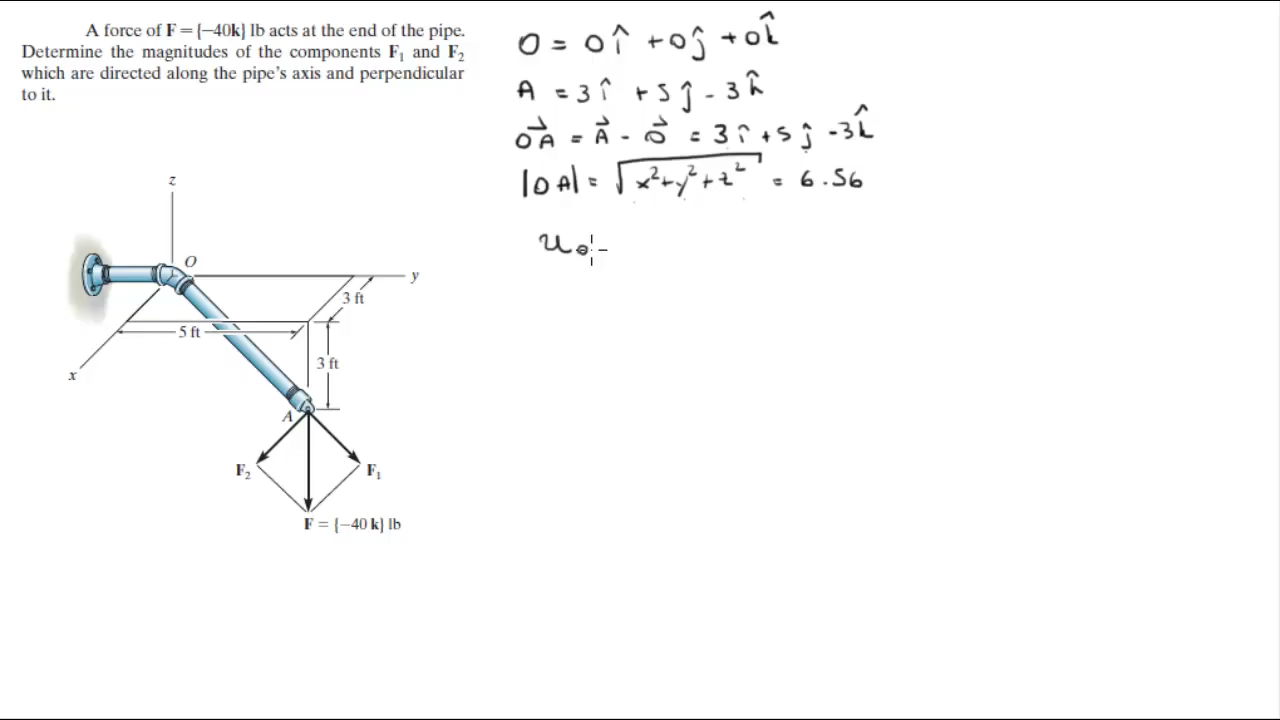 A force of F = {−40k} lb acts at the end of the pipe.
Determine the magnitudes of the components F₁ and F₂
which are directed along the pipe's axis and perpendicular
to it.
O = 0î + 0ĵ + 0k̂
A = 3î + 5ĵ - 3k̂
O⃗A = A⃗ - O⃗ = 3î + 5ĵ - 3k̂
|OA| = √x²+y²+z² = 6.56
u₀
z
O
y
3 ft
5 ft
3 ft
x
A
F₂
F₁
F = {−40 k} lb